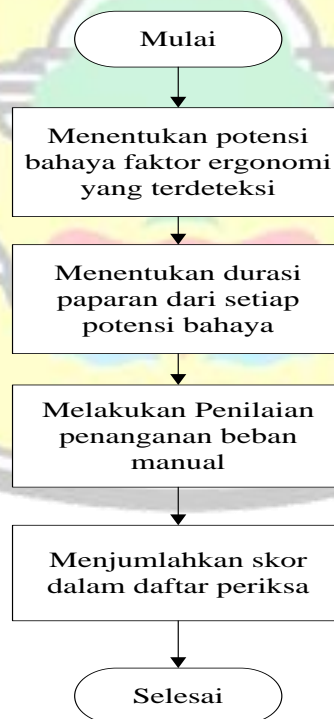 Mulai
Menentukan potensi
bahaya faktor ergonomi
yang terdeteksi
Menentukan durasi
paparan dari setiap
potensi bahaya
Melakukan Penilaian
penanganan beban
manual
Menjumlahkan skor
dalam daftar periksa
Selesai